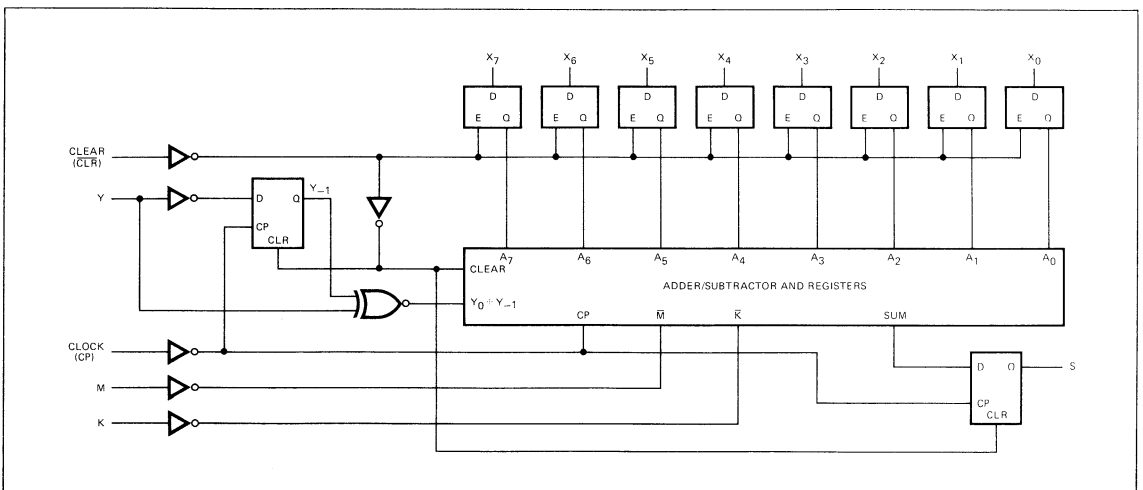 X₇ X₆ X₅ X₄ X₃ X₂ X₁ X₀
D D D D D D D D
E Q E Q E Q E Q E Q E Q E Q E Q
CLEAR
(C̅L̅R̅)
Y
D Q
Y₋₁
CP
CLR
A₇ A₆ A₅ A₄ A₃ A₂ A₁ A₀
CLEAR
ADDER/SUBTRACTOR AND REGISTERS
Y₀ Y₋₁
CP M̅ K̅ SUM
CLOCK
(CP)
M
K
D Q
S
CP
CLR